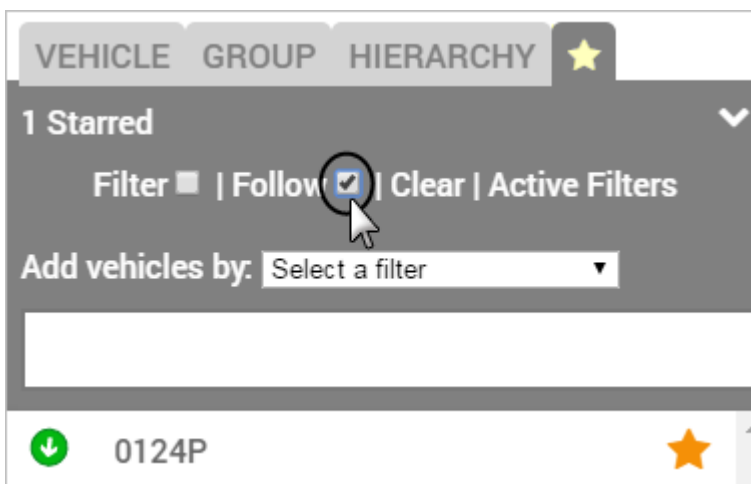 VEHICLE GROUP HIERARCHY
1 Starred
Filter | Follow | Clear | Active Filters
Add vehicles by: Select a filter
0124P